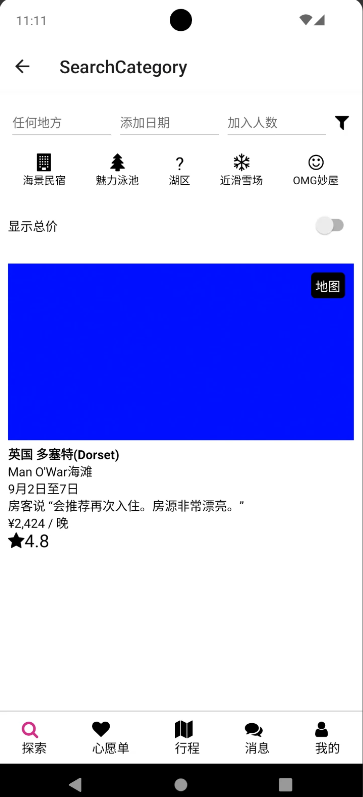 11:11
SearchCategory
任何地方 添加日期 加入人数
海景民宿 魅力泳池 湖区 近滑雪场 OMG妙屋
显示总价
地图
英国 多塞特(Dorset)
Man O'War海滩
9月2日至7日
房客说 “会推荐再次入住。房源非常漂亮。”
¥2,424 / 晚
4.8
探索 心愿单 行程 消息 我的